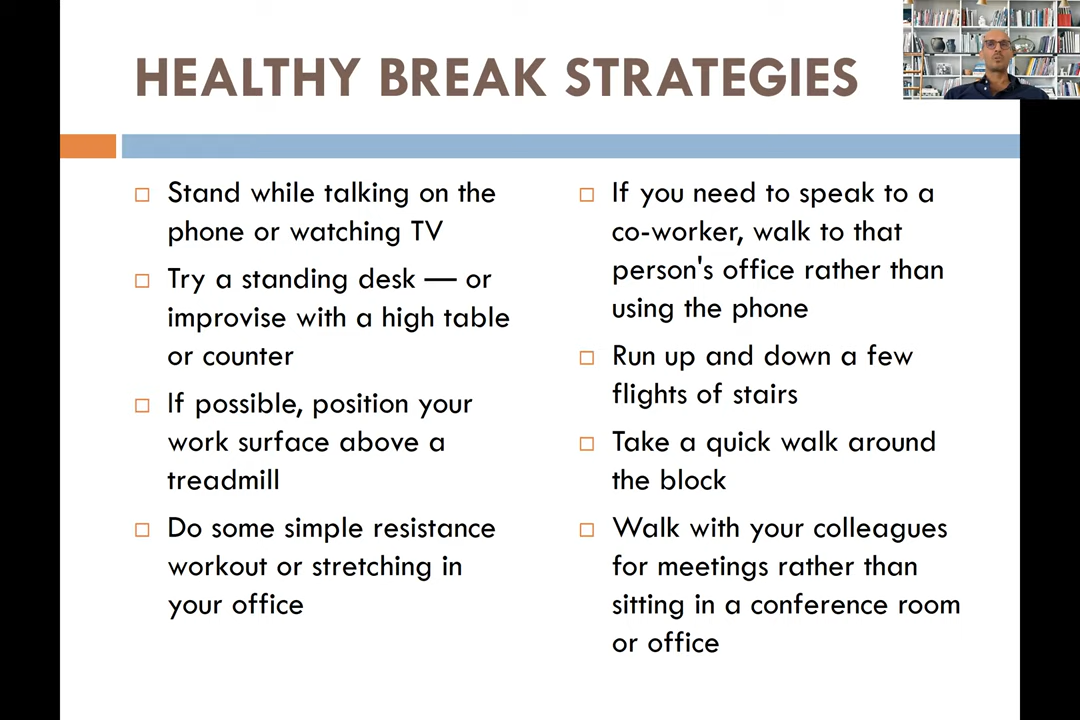 HEALTHY BREAK STRATEGIES
□ Stand while talking on the
phone or watching TV
□ Try a standing desk — or
improvise with a high table
or counter
□ If possible, position your
work surface above a
treadmill
□ Do some simple resistance
workout or stretching in
your office
□ If you need to speak to a
co-worker, walk to that
person's office rather than
using the phone
□ Run up and down a few
flights of stairs
□ Take a quick walk around
the block
□ Walk with your colleagues
for meetings rather than
sitting in a conference room
or office